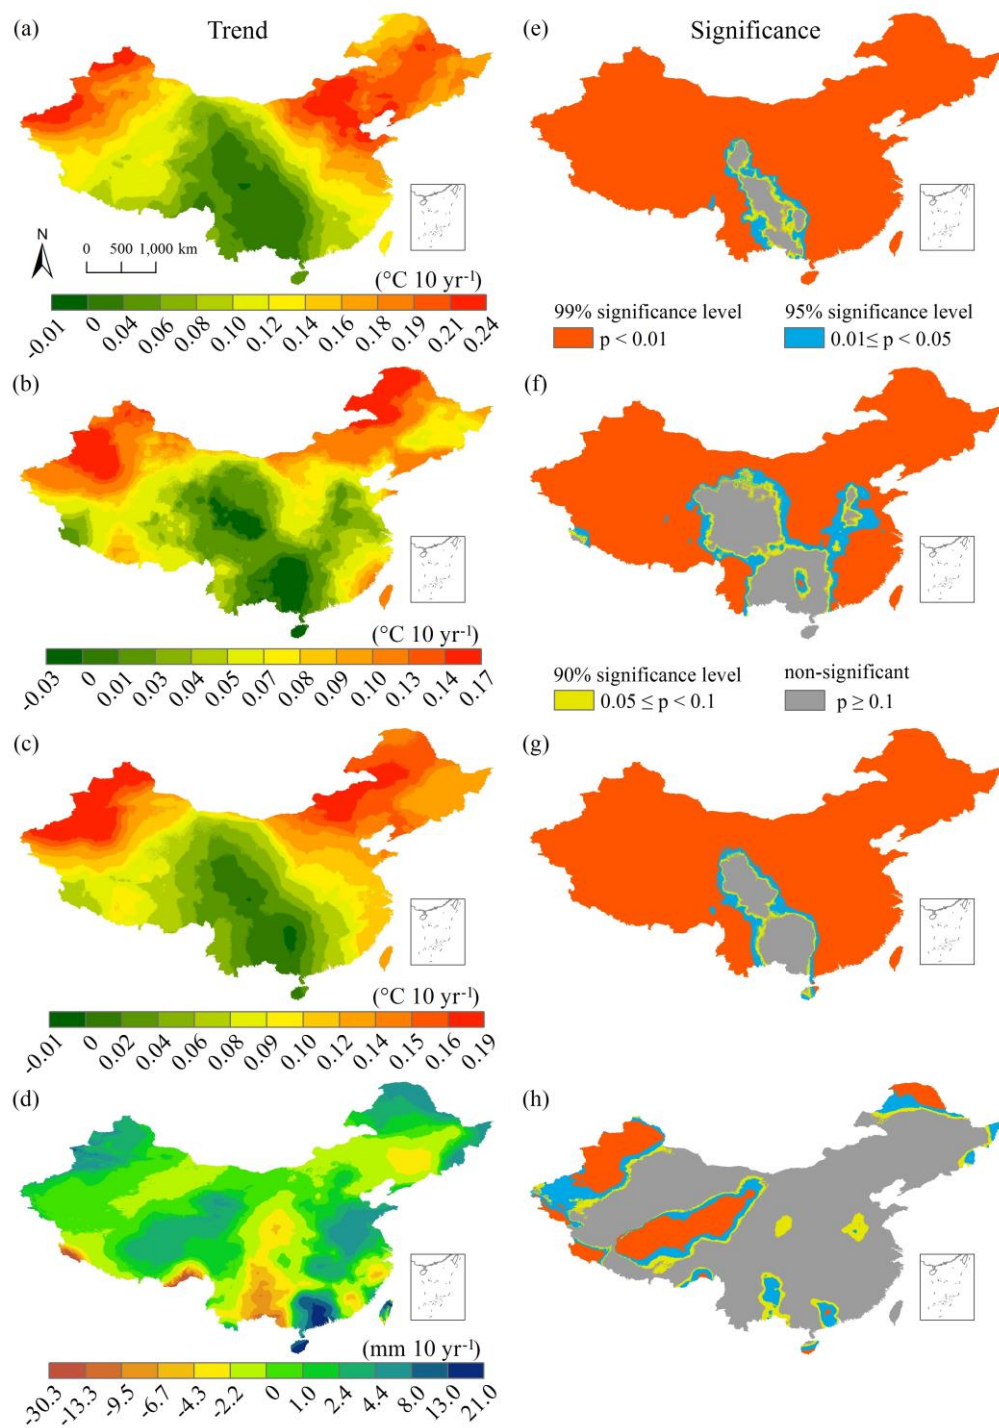 (a) Trend (e) Significance
N
0 500 1,000 km
(°C 10 yr⁻¹)
-0.01 0 0.04 0.06 0.08 0.10 0.12 0.14 0.16 0.18 0.19 0.21 0.24
99% significance level 95% significance level
p < 0.01 0.01≤ p < 0.05
(b) (f)
(°C 10 yr⁻¹)
-0.03 0 0.01 0.03 0.04 0.05 0.07 0.08 0.09 0.10 0.13 0.14 0.17
90% significance level non-significant
0.05 ≤ p < 0.1 p ≥ 0.1
(c) (g)
(°C 10 yr⁻¹)
-0.01 0 0.02 0.04 0.06 0.08 0.09 0.10 0.12 0.14 0.15 0.16 0.19
(d) (h)
(mm 10 yr⁻¹)
-30.3 -13.3 -9.5 -6.7 -4.3 -2.2 0 1.0 2.4 4.4 8.0 13.0 21.0